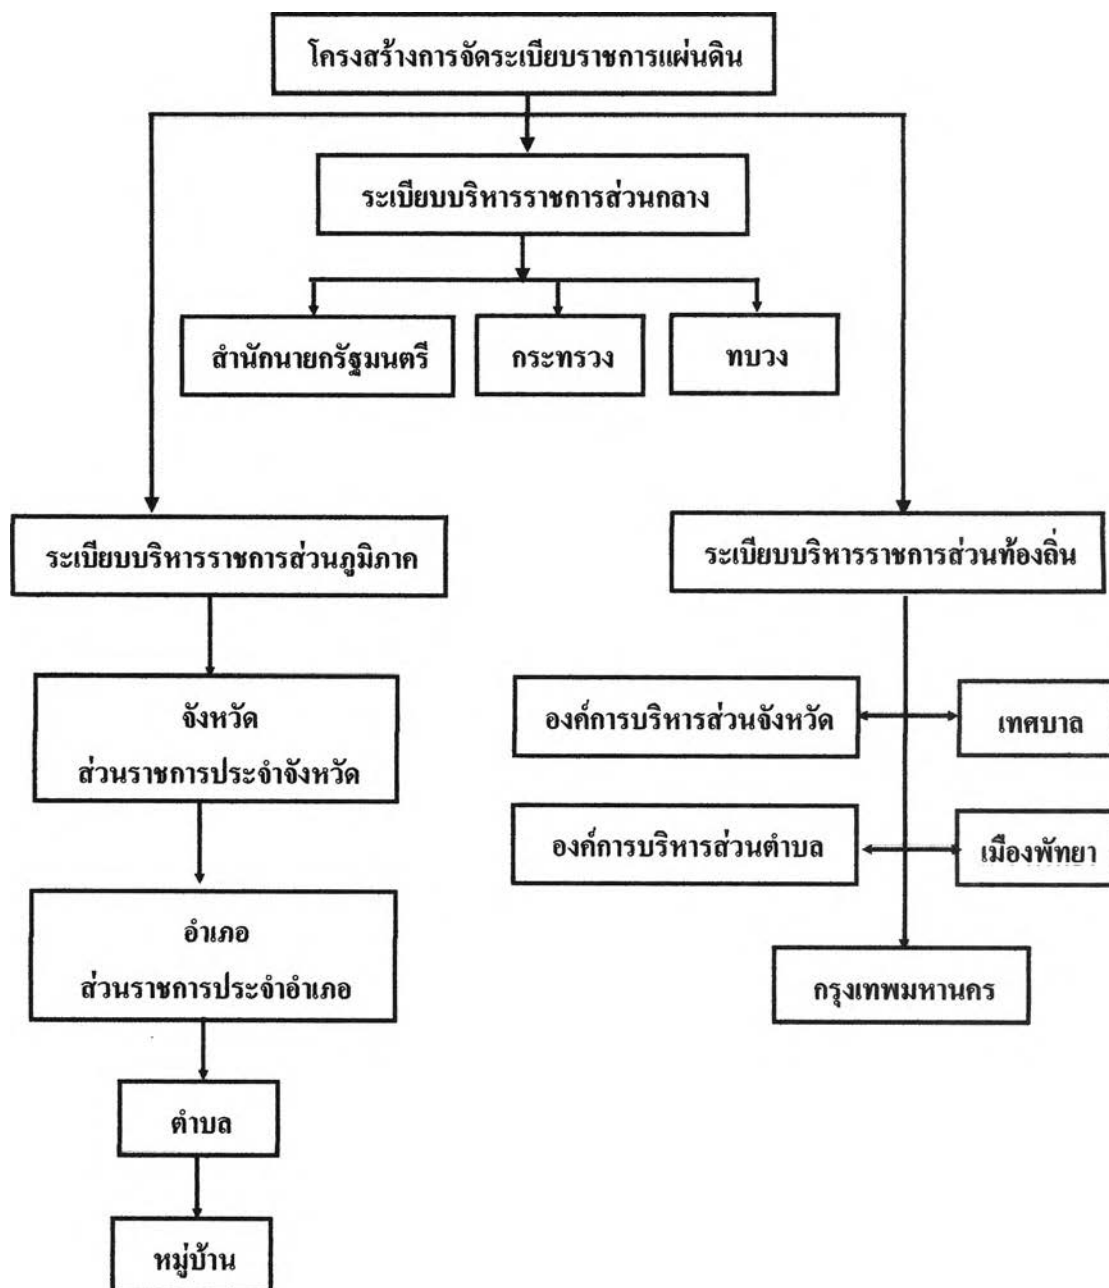 โครงสร้างการจัดระเบียบราชการแผ่นดิน
ระเบียบบริหารราชการส่วนกลาง
สำนักนายกรัฐมนตรี
กระทรวง
ทบวง
ระเบียบบริหารราชการส่วนภูมิภาค
ระเบียบบริหารราชการส่วนท้องถิ่น
จังหวัด
ส่วนราชการประจำจังหวัด
องค์การบริหารส่วนจังหวัด
เทศบาล
องค์การบริหารส่วนตำบล
เมืองพัทยา
อำเภอ
ส่วนราชการประจำอำเภอ
กรุงเทพมหานคร
ตำบล
หมู่บ้าน